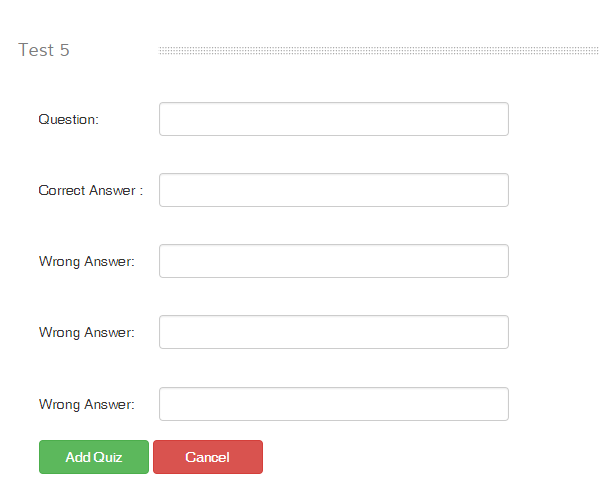 Test 5
Question:
Correct Answer :
Wrong Answer:
Wrong Answer:
Wrong Answer:
Add Quiz Cancel